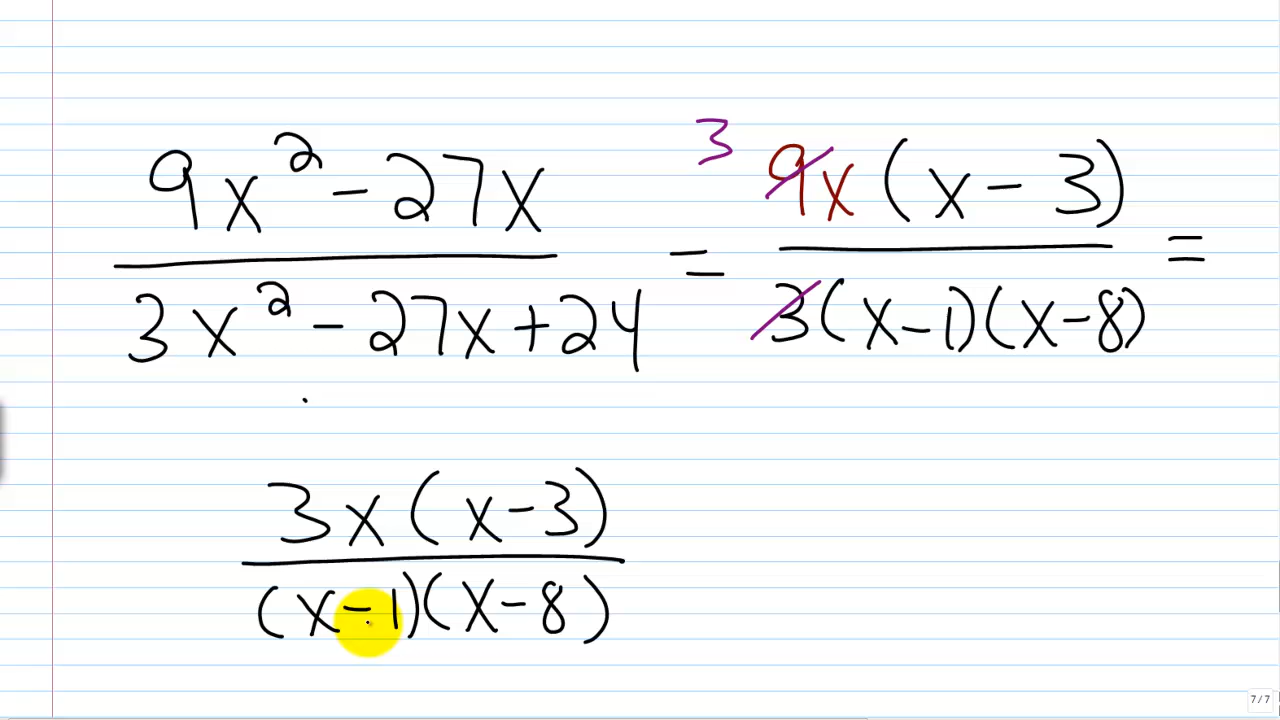 9x² - 27x / 3x² - 27x + 24 = 3 9x(x - 3) / 3(x - 1)(x - 8) =
3x(x - 3) / (x - 1)(x - 8)
7/7